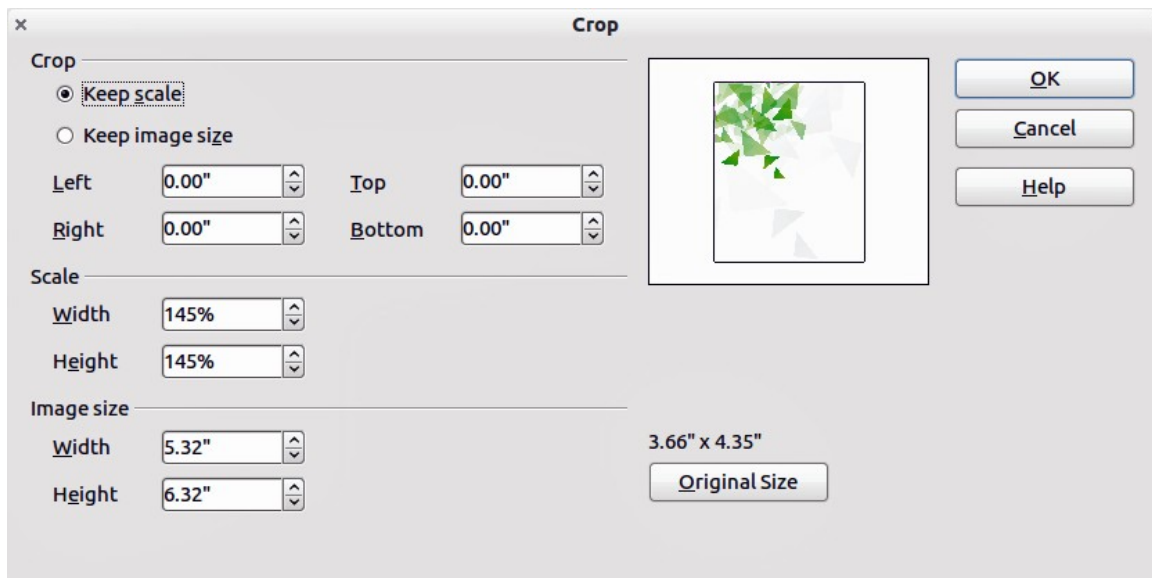 Crop
Crop
Keep scale
Keep image size
Left 0.00" Top 0.00"
Right 0.00" Bottom 0.00"
Scale
Width 145%
Height 145%
Image size
Width 5.32"
Height 6.32"
3.66" x 4.35"
Original Size
OK
Cancel
Help